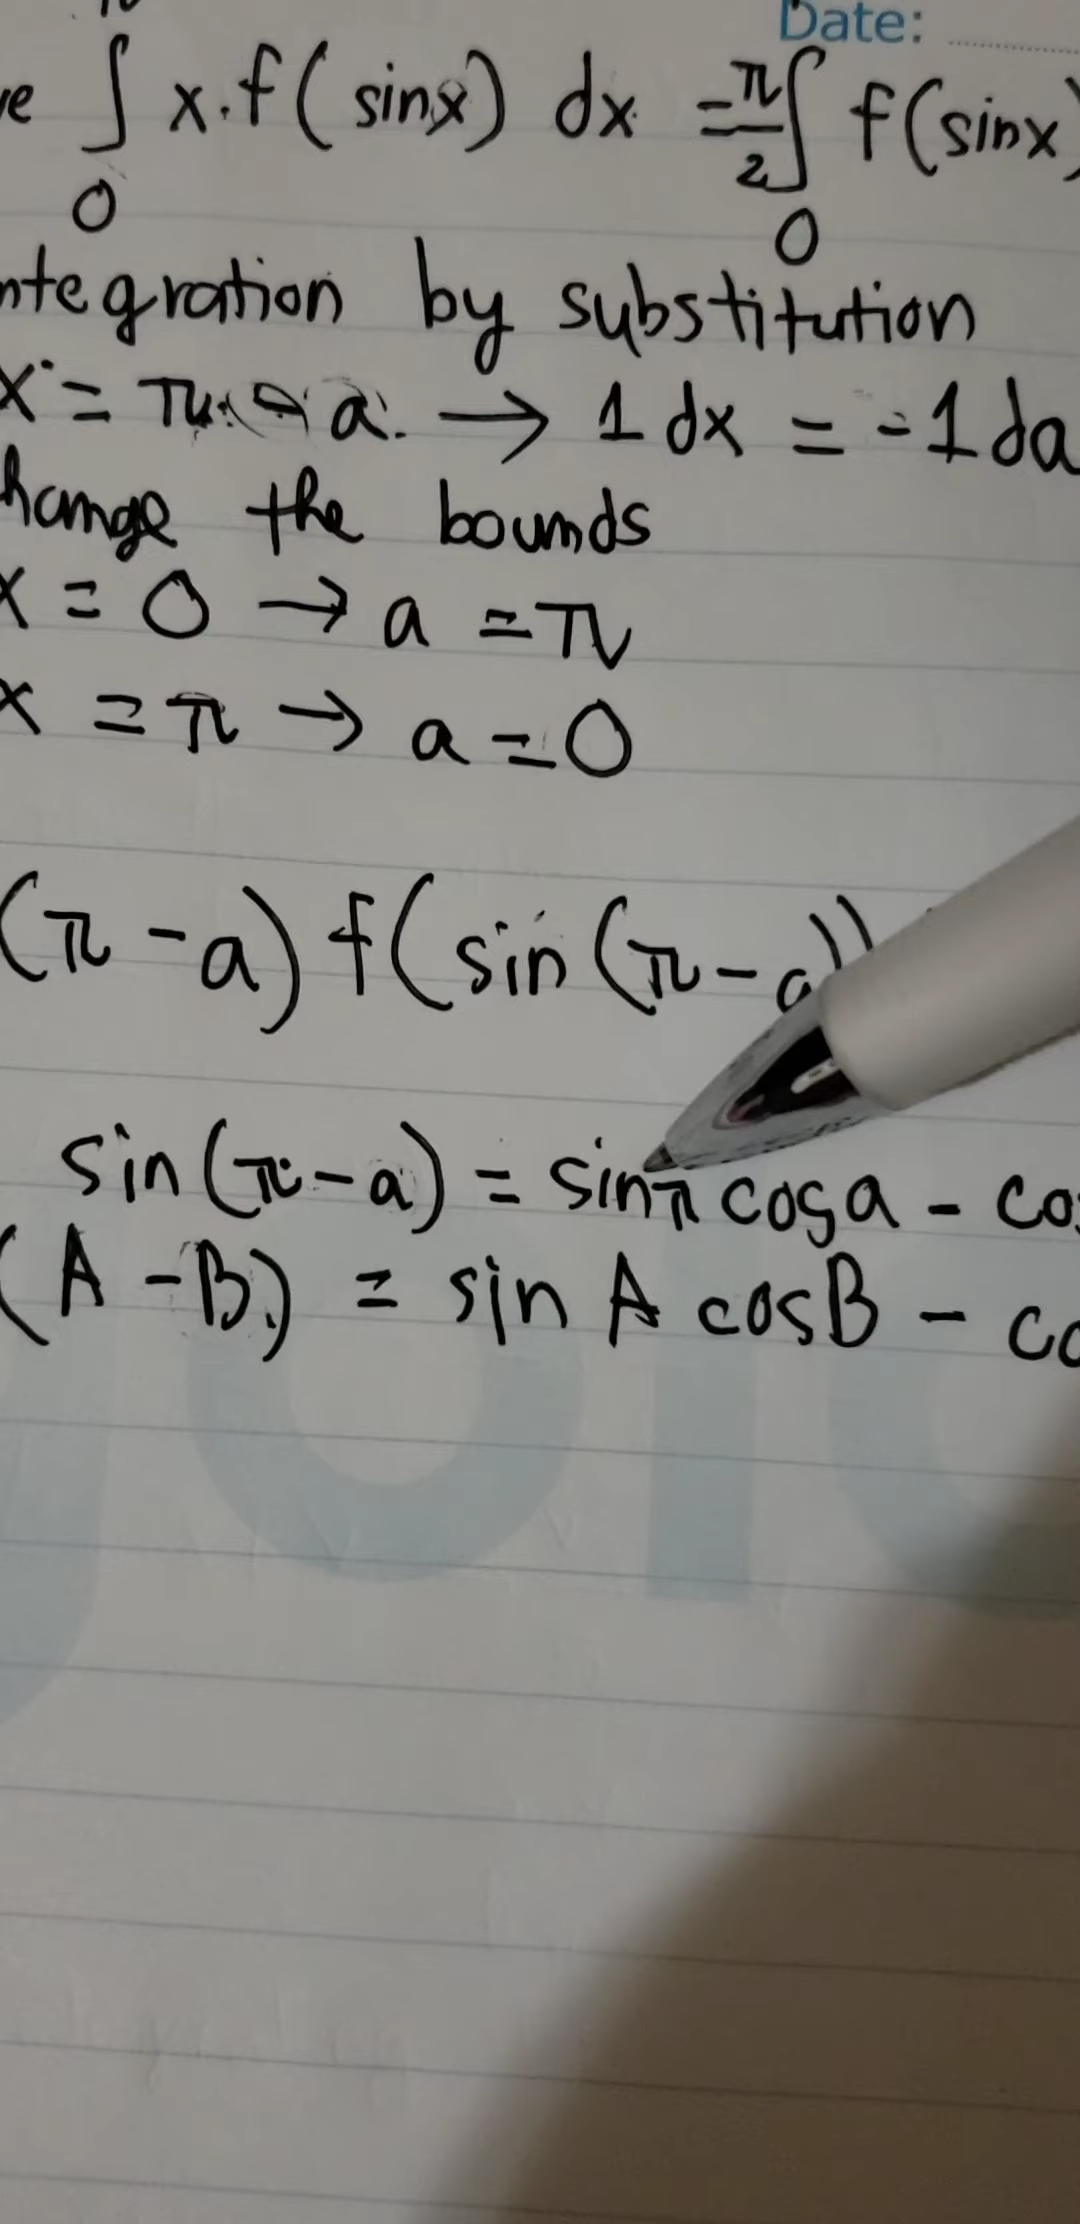 Date:
∫ x.f(sinx) dx = π/2 ∫ f(sinx)
0 0
ntegration by substitution
x = π - a → 1 dx = -1 da
hange the bounds
x = 0 → a = π
x = π → a = 0
(π - a) f(sin(π - a))
sin(π - a) = sinπ cosa - cos
(A - B) = sin A cosB - co